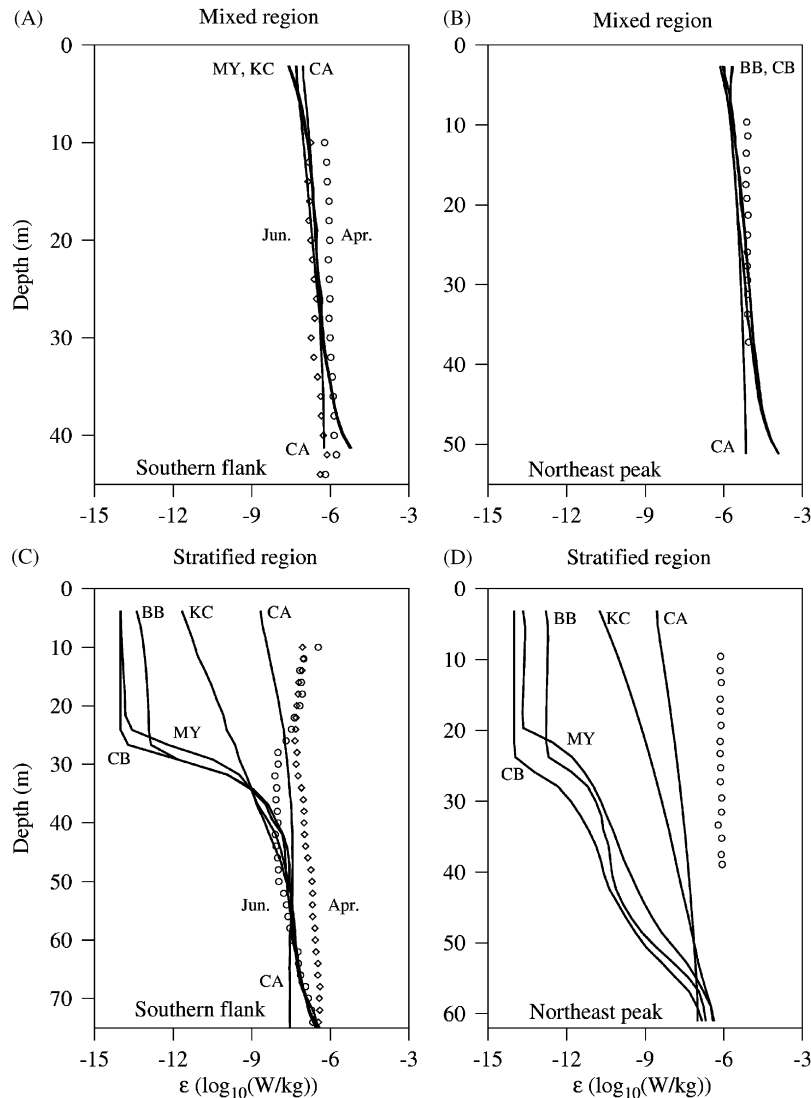 (A) Mixed region
0
10
20
30
40
Depth (m)
MY, KC CA
Jun. Apr.
CA
Southern flank
-15 -12 -9 -6 -3
(B) Mixed region
0
10
20
30
40
50
BB, CB
CA
Northeast peak
-15 -12 -9 -6 -3
(C) Stratified region
0
10
20
30
40
50
60
70
Depth (m)
BB KC CA
MY
CB
Jun. Apr.
CA
Southern flank
-15 -12 -9 -6 -3
ε (log10(W/kg))
(D) Stratified region
0
10
20
30
40
50
60
BB KC CA
MY
CB
Northeast peak
-15 -12 -9 -6 -3
ε (log10(W/kg))